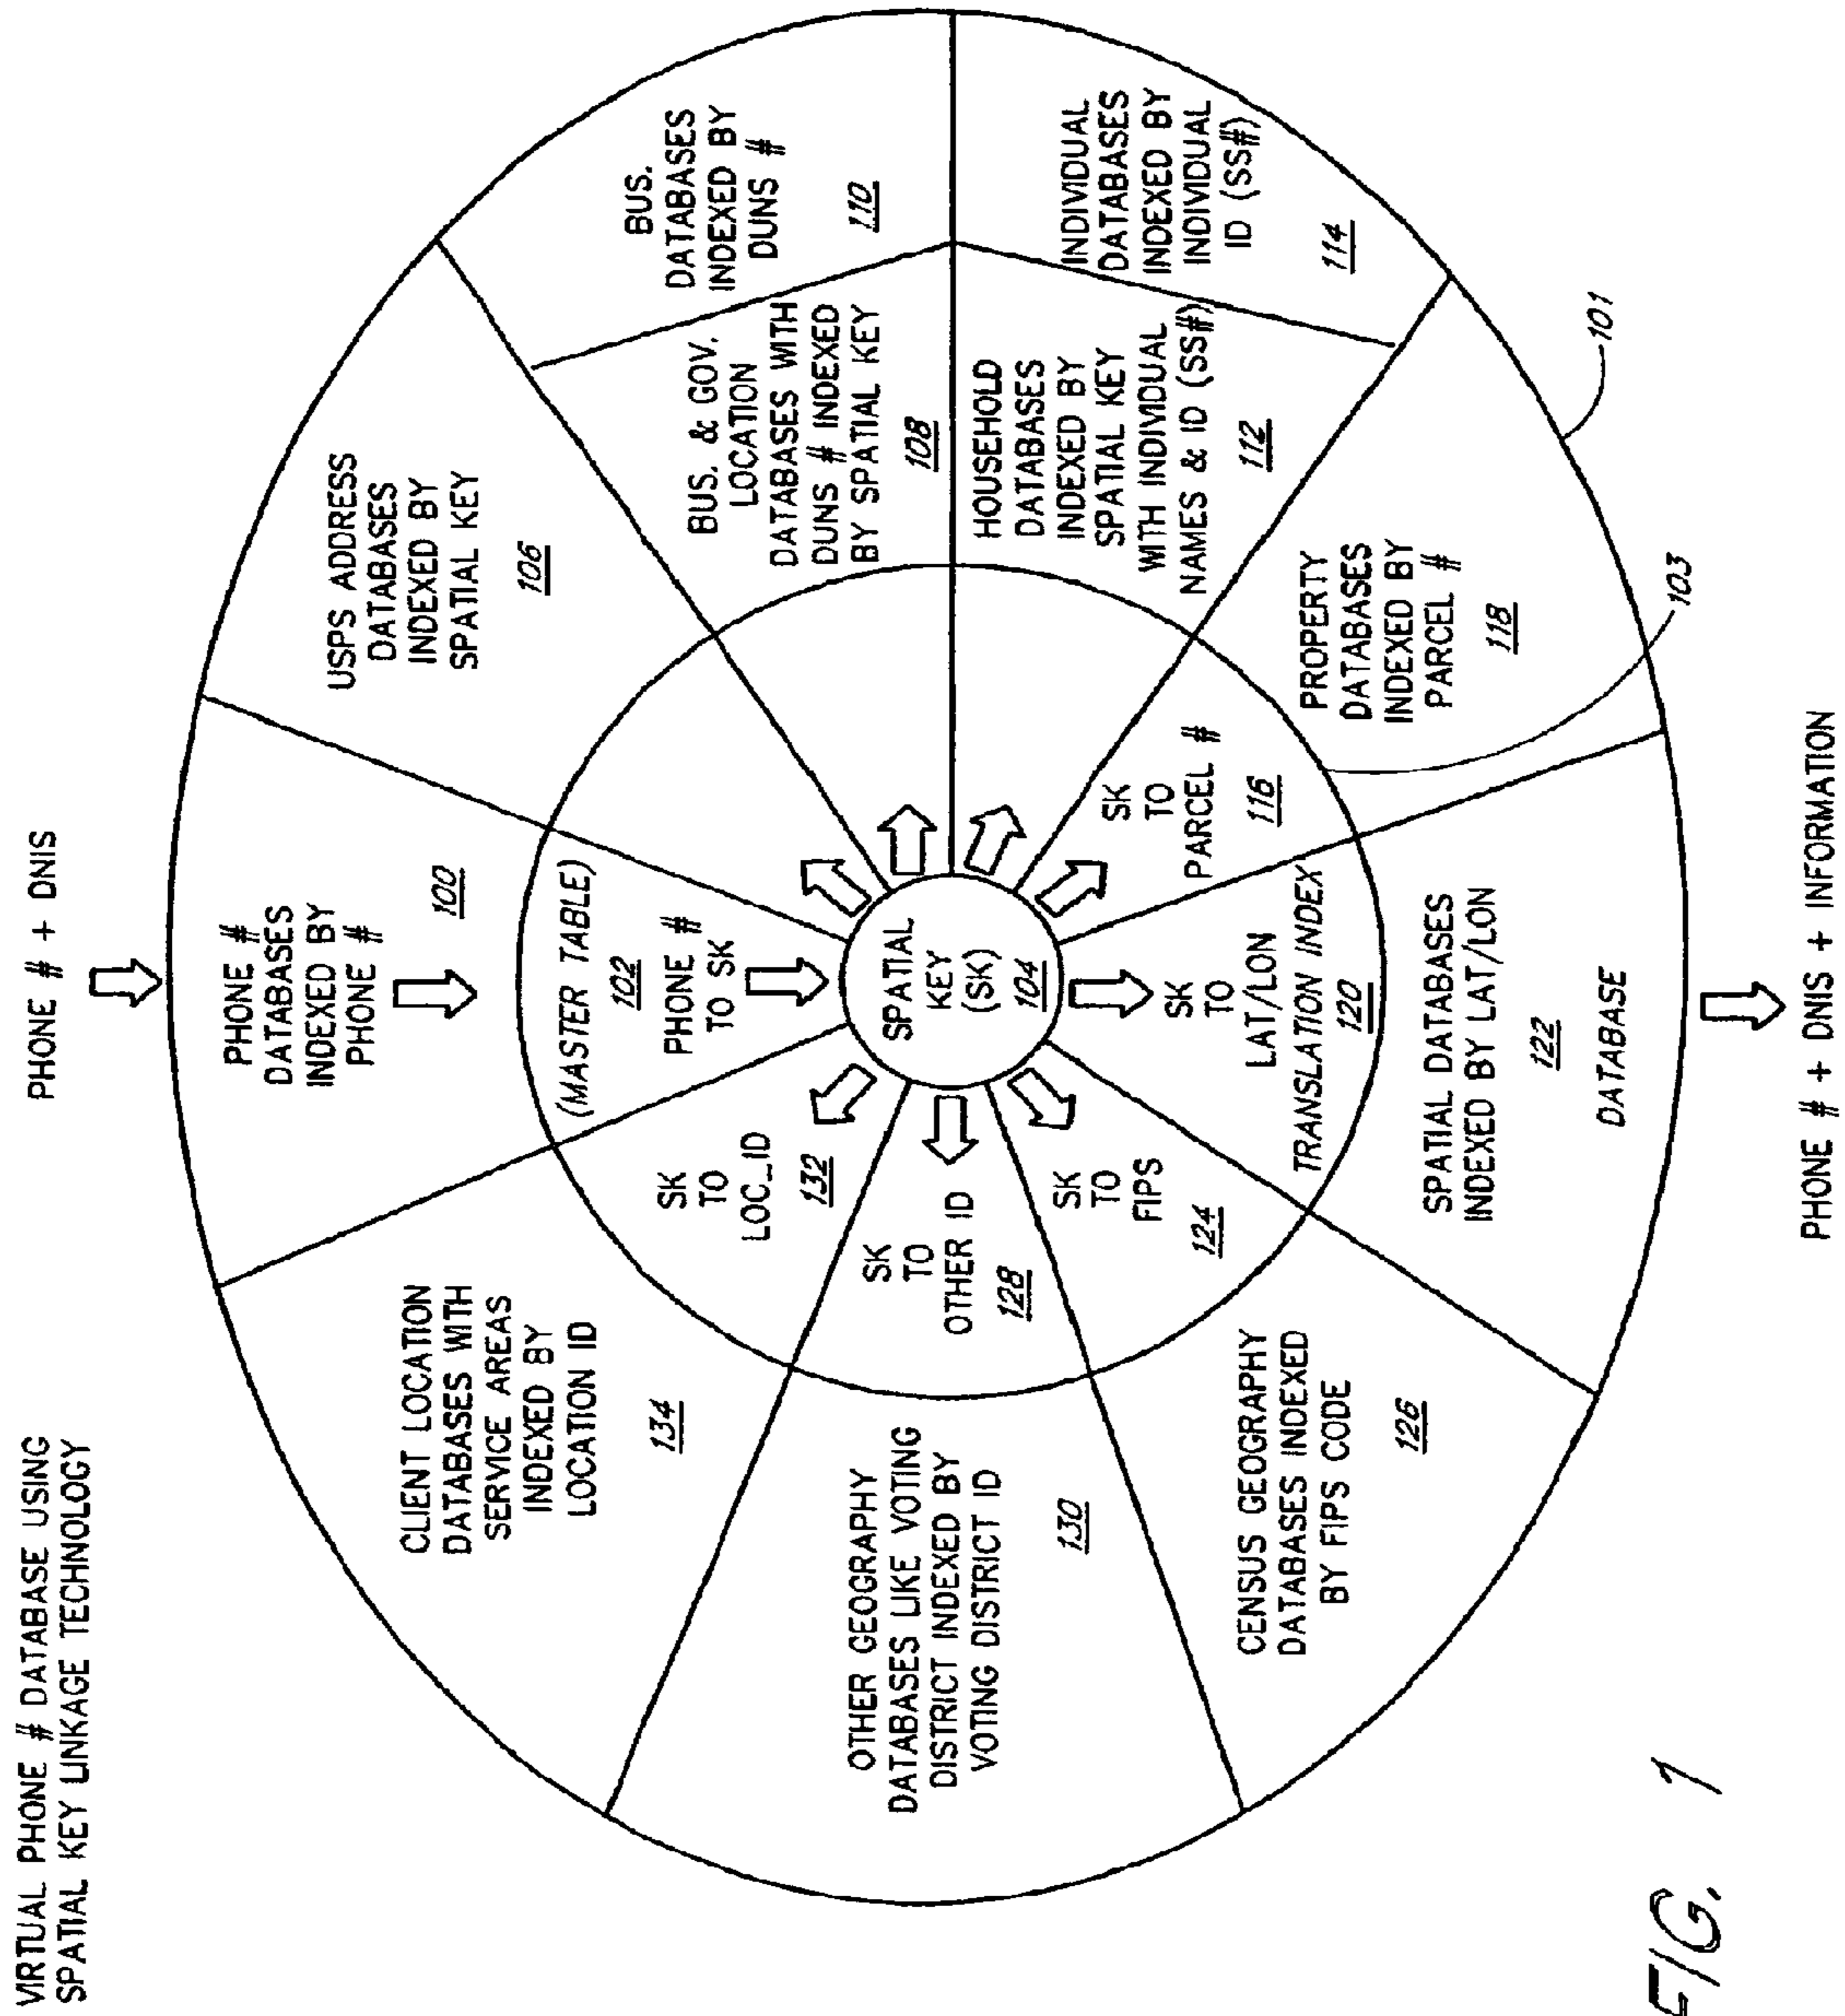 VIRTUAL PHONE # DATABASE USING
SPATIAL KEY LINKAGE TECHNOLOGY
PHONE # + DNIS
PHONE #
DATABASES
INDEXED BY
PHONE #
100
(MASTER TABLE)
102
PHONE #
TO SK
SPATIAL
KEY
(SK)
104
USPS ADDRESS
DATABASES
INDEXED BY
SPATIAL KEY
106
BUS. & GOV.
LOCATION
DATABASES WITH
DUNS # INDEXED
BY SPATIAL KEY
108
BUS.
DATABASES
INDEXED BY
DUNS #
110
HOUSEHOLD
DATABASES
INDEXED BY
SPATIAL KEY
WITH INDIVIDUAL
NAMES & ID (SS#)
112
INDIVIDUAL
DATABASES
INDEXED BY
INDIVIDUAL
ID (SS#)
114
SK
TO
PARCEL #
116
PROPERTY
DATABASES
INDEXED BY
PARCEL #
118
101
103
SK
TO
LAT/LON
TRANSLATION INDEX
120
SPATIAL DATABASES
INDEXED BY LAT/LON
122
DATABASE
SK
TO
FIPS
124
CENSUS GEOGRAPHY
DATABASES INDEXED
BY FIPS CODE
126
SK
TO
OTHER ID
128
OTHER GEOGRAPHY
DATABASES LIKE VOTING
DISTRICT INDEXED BY
VOTING DISTRICT ID
130
SK
TO
LOC_ID
132
CLIENT LOCATION
DATABASES WITH
SERVICE AREAS
INDEXED BY
LOCATION ID
134
PHONE # + DNIS + INFORMATION
FIG. 1